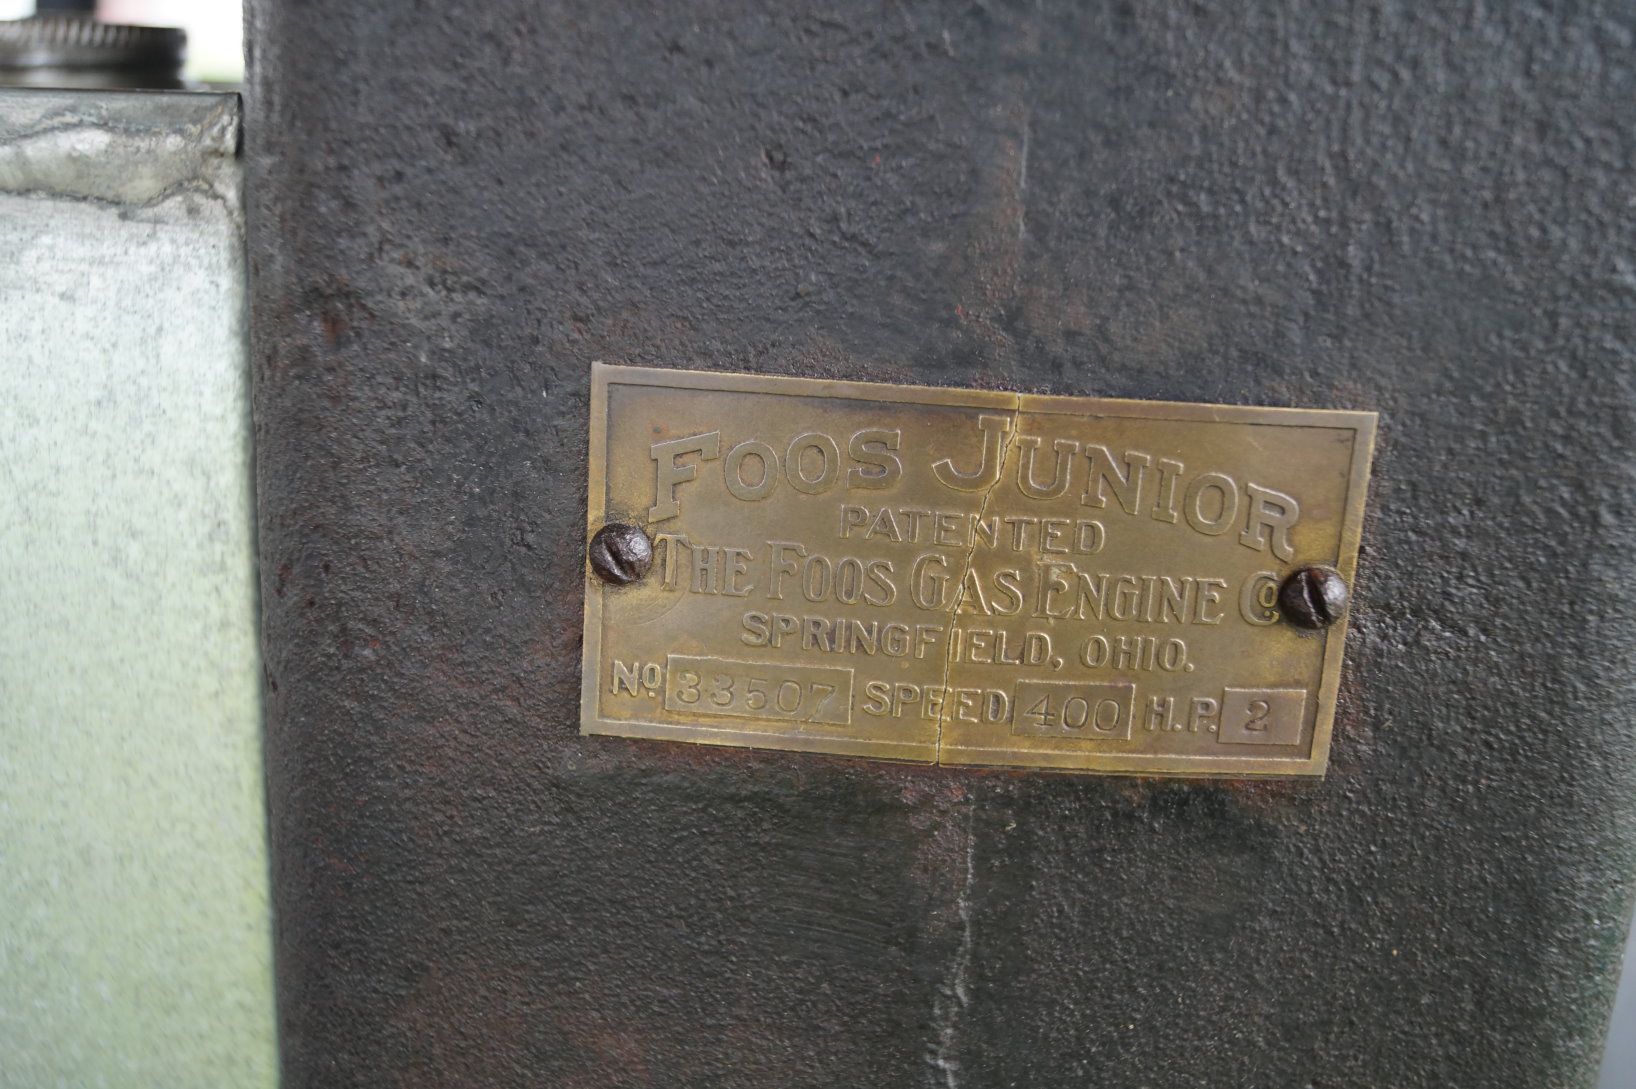 FOOS JUNIOR
PATENTED
THE FOOS GAS ENGINE CO.
SPRINGFIELD, OHIO.
NO. 33507 SPEED 400 H.P. 2